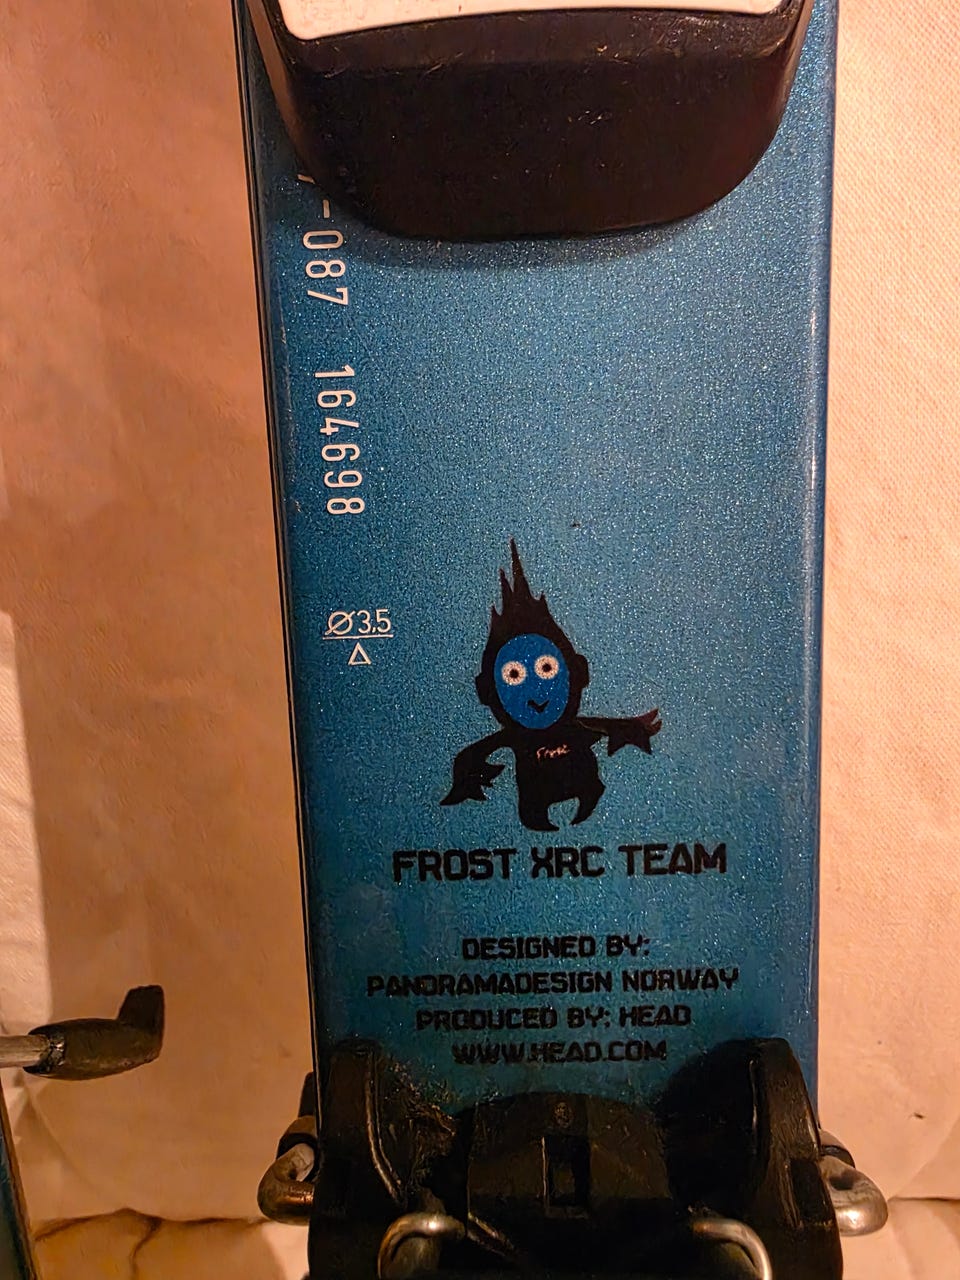 -087 164698
Ø3,5
FROST XRC TEAM
DESIGNED BY:
PANORAMADESIGN NORWAY
PRODUCED BY: HEAD
WWW.HEAD.COM